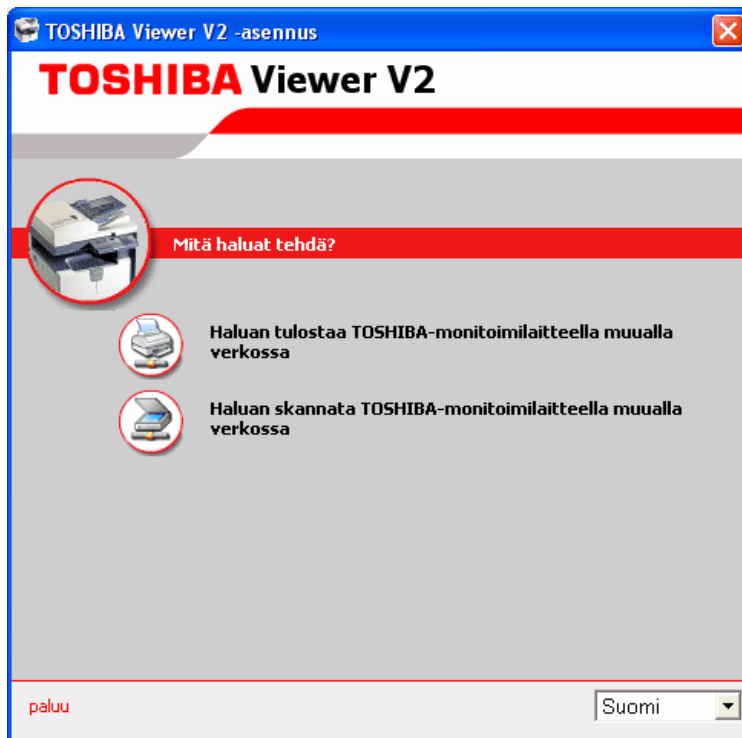 TOSHIBA Viewer V2 -asennus
TOSHIBA Viewer V2
Mitä haluat tehdä?
Haluan tulostaa TOSHIBA-monitoimilaitteella muualla
verkossa
Haluan skannata TOSHIBA-monitoimilaitteella muualla
verkossa
paluu
Suomi